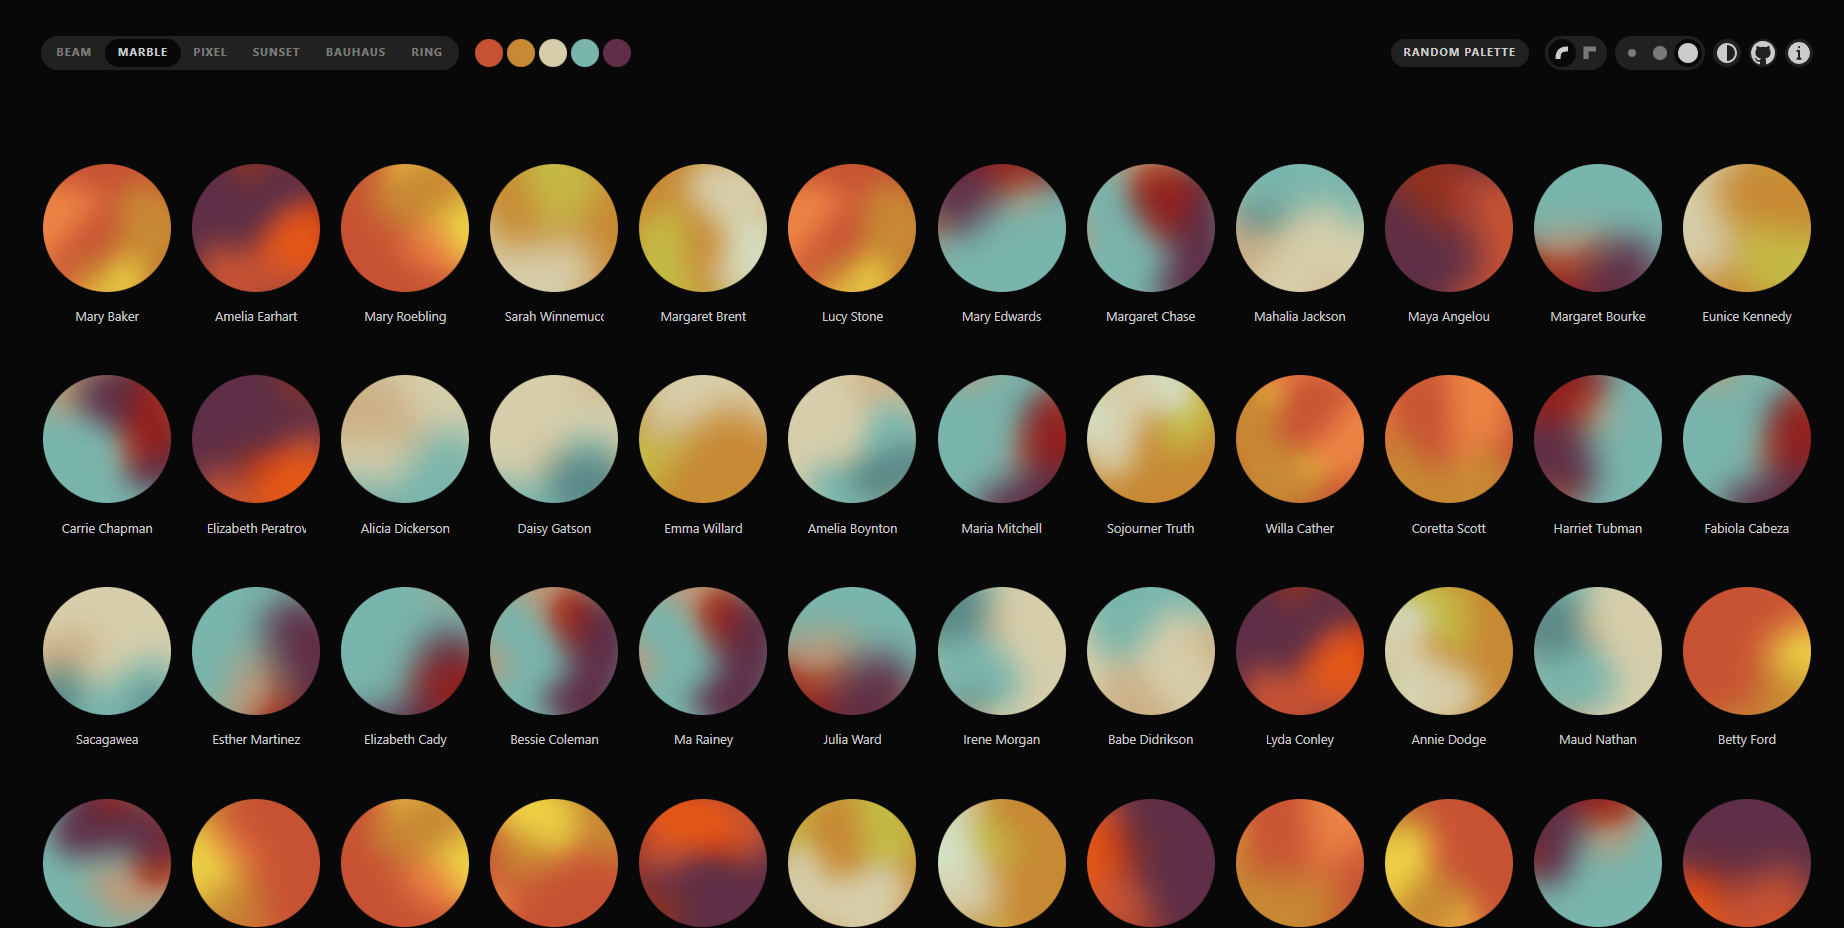 BEAM MARBLE PIXEL SUNSET BAUHAUS RING RANDOM PALETTE
Mary Baker Amelia Earhart Mary Roebling Sarah Winnemucc Margaret Brent Lucy Stone Mary Edwards Margaret Chase Mahalia Jackson Maya Angelou Margaret Bourke Eunice Kennedy
Carrie Chapman Elizabeth Peratrov Alicia Dickerson Daisy Gatson Emma Willard Amelia Boynton Maria Mitchell Sojourner Truth Willa Cather Coretta Scott Harriet Tubman Fabiola Cabeza
Sacagawea Esther Martinez Elizabeth Cady Bessie Coleman Ma Rainey Julia Ward Irene Morgan Babe Didrikson Lyda Conley Annie Dodge Maud Nathan Betty Ford